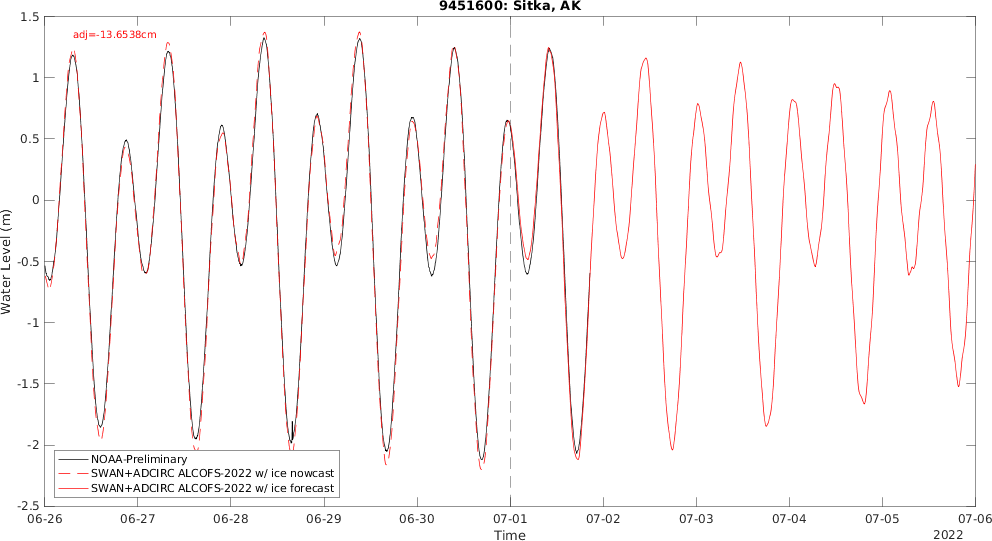 9451600: Sitka, AK
adj=-13.6538cm
Water Level (m)
1.5
1
0.5
0
-0.5
-1
-1.5
-2
-2.5
NOAA-Preliminary
SWAN+ADCIRC ALCOFS-2022 w/ ice nowcast
SWAN+ADCIRC ALCOFS-2022 w/ ice forecast
06-26 06-27 06-28 06-29 06-30 07-01 07-02 07-03 07-04 07-05 07-06
Time
2022